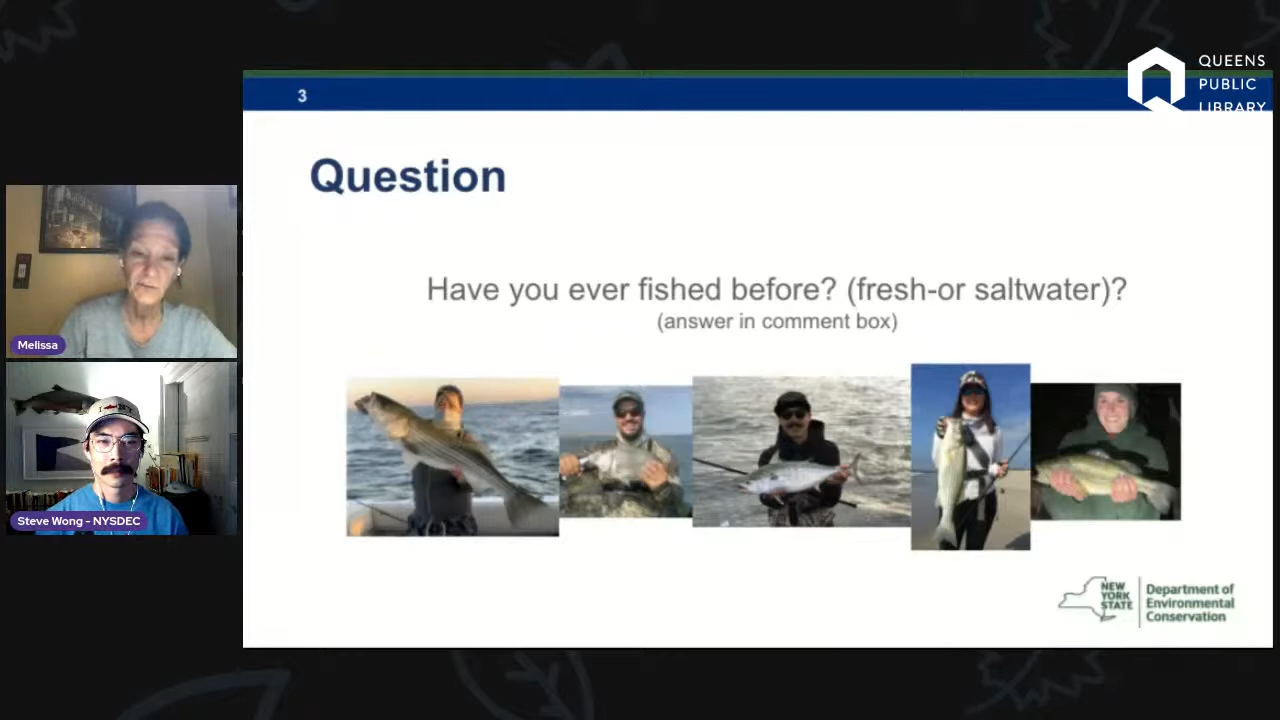 QUEENS
PUBLIC
LIBRARY
3
Question
Have you ever fished before? (fresh-or saltwater)?
(answer in comment box)
Melissa
Steve Wong - NYSDEC
NEW
YORK
STATE
Department of
Environmental
Conservation